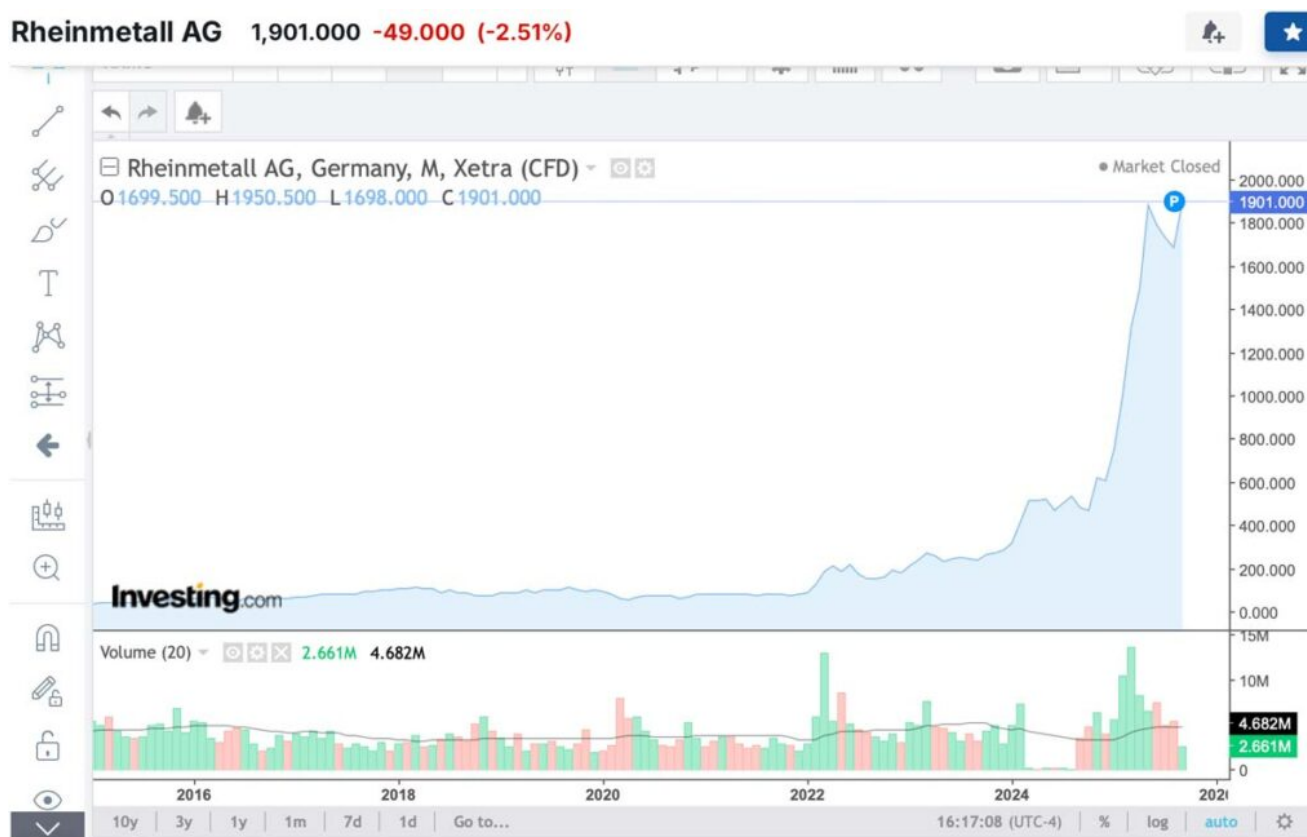 Rheinmetall AG 1,901.000 -49.000 (-2.51%)
Rheinmetall AG, Germany, M, Xetra (CFD)
Market Closed
O1699.500 H1950.500 L1698.000 C1901.000
P
2000.000
1901.000
1800.000
1600.000
1400.000
1200.000
1000.000
800.000
600.000
400.000
200.000
0.000
T
Investing.com
Volume (20) 2.661M 4.682M
15M
10M
4.682M
2.661M
0
2016 2018 2020 2022 2024
10y 3y 1y 1m 7d 1d Go to... 16:17:08 (UTC-4) % log auto